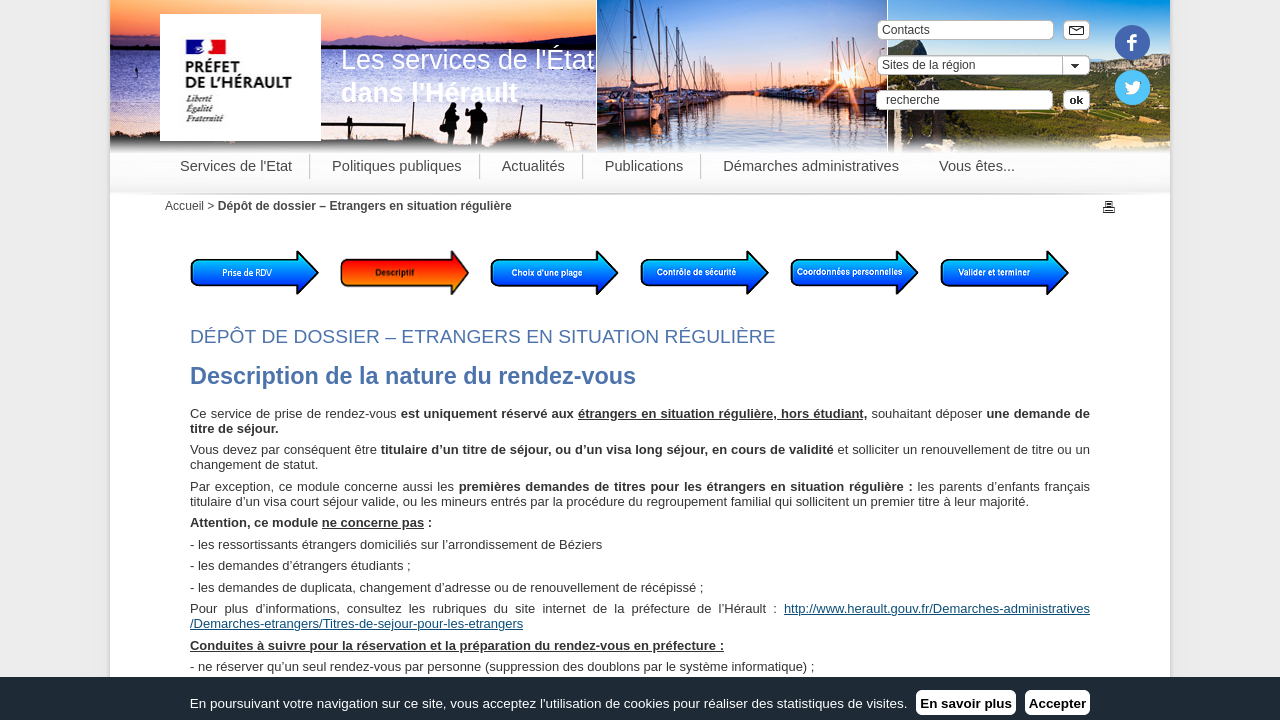 PRÉFET
DE L'HÉRAULT
Liberté
Égalité
Fraternité
Les services de l'État
dans l'Hérault
Contacts
Sites de la région
recherche
ok
Services de l'Etat
Politiques publiques
Actualités
Publications
Démarches administratives
Vous êtes...
Accueil > Dépôt de dossier – Etrangers en situation régulière
Prise de RDV
Descriptif
Choix d'une plage
Contrôle de sécurité
Coordonnées personnelles
Valider et terminer
DÉPÔT DE DOSSIER – ETRANGERS EN SITUATION RÉGULIÈRE
Description de la nature du rendez-vous
Ce service de prise de rendez-vous est uniquement réservé aux étrangers en situation régulière, hors étudiant, souhaitant déposer une demande de
titre de séjour.
Vous devez par conséquent être titulaire d’un titre de séjour, ou d’un visa long séjour, en cours de validité et solliciter un renouvellement de titre ou un
changement de statut.
Par exception, ce module concerne aussi les premières demandes de titres pour les étrangers en situation régulière : les parents d’enfants français
titulaire d’un visa court séjour valide, ou les mineurs entrés par la procédure du regroupement familial qui sollicitent un premier titre à leur majorité.
Attention, ce module ne concerne pas :
- les ressortissants étrangers domiciliés sur l’arrondissement de Béziers
- les demandes d’étrangers étudiants ;
- les demandes de duplicata, changement d’adresse ou de renouvellement de récépissé ;
Pour plus d’informations, consultez les rubriques du site internet de la préfecture de l’Hérault : http://www.herault.gouv.fr/Demarches-administratives
/Demarches-etrangers/Titres-de-sejour-pour-les-etrangers
Conduites à suivre pour la réservation et la préparation du rendez-vous en préfecture :
- ne réserver qu’un seul rendez-vous par personne (suppression des doublons par le système informatique) ;
En poursuivant votre navigation sur ce site, vous acceptez l'utilisation de cookies pour réaliser des statistiques de visites. En savoir plus Accepter